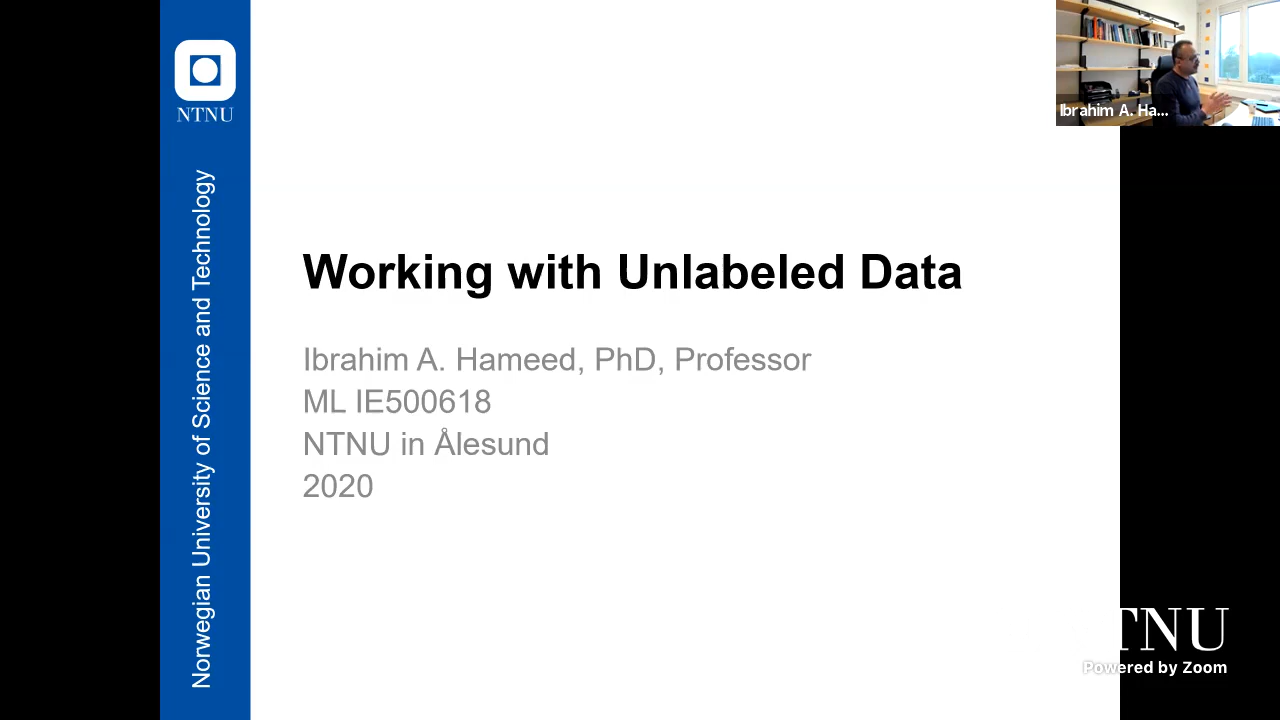 NTNU
Norwegian University of Science and Technology
Working with Unlabeled Data
Ibrahim A. Hameed, PhD, Professor
ML IE500618
NTNU in Ålesund
2020
Ibrahim A. Ha...
TNU
Powered by Zoom